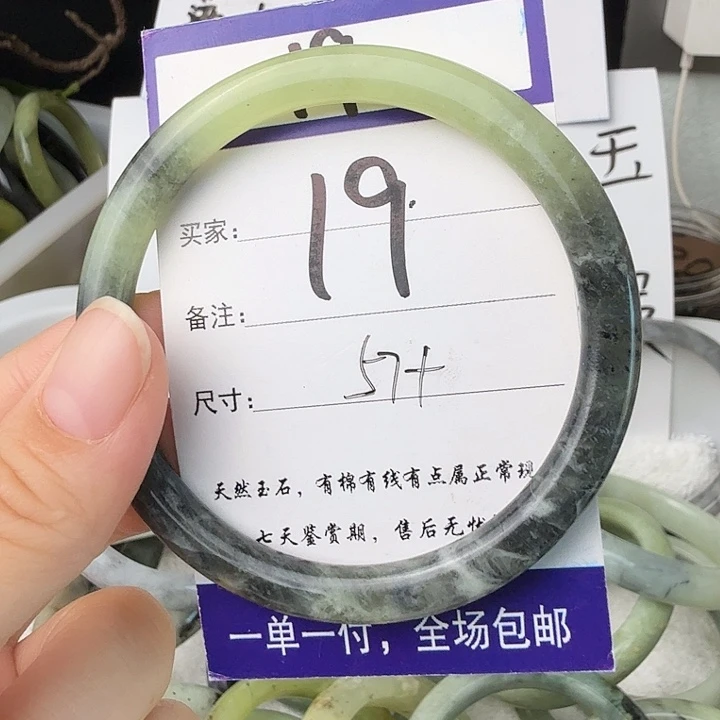 19
买家:
19
备注:
尺寸:57+
天然玉石，有棉有线有点属正常现
七天鉴赏期，售后无忧
一单一付，全场包邮